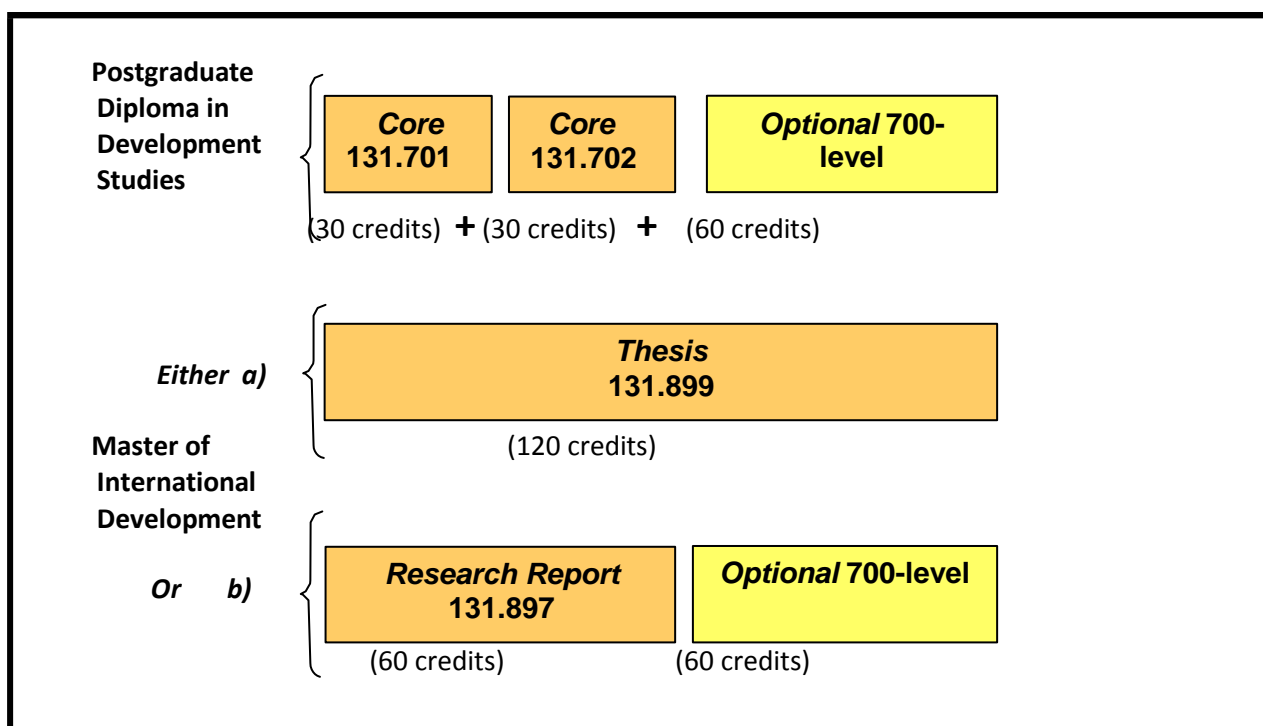 Postgraduate
Diploma in
Development
Studies
Core
131.701
Core
131.702
Optional 700-
level
(30 credits) + (30 credits) + (60 credits)
Either a)
Thesis
131.899
(120 credits)
Master of
International
Development
Or b)
Research Report
131.897
Optional 700-level
(60 credits) (60 credits)